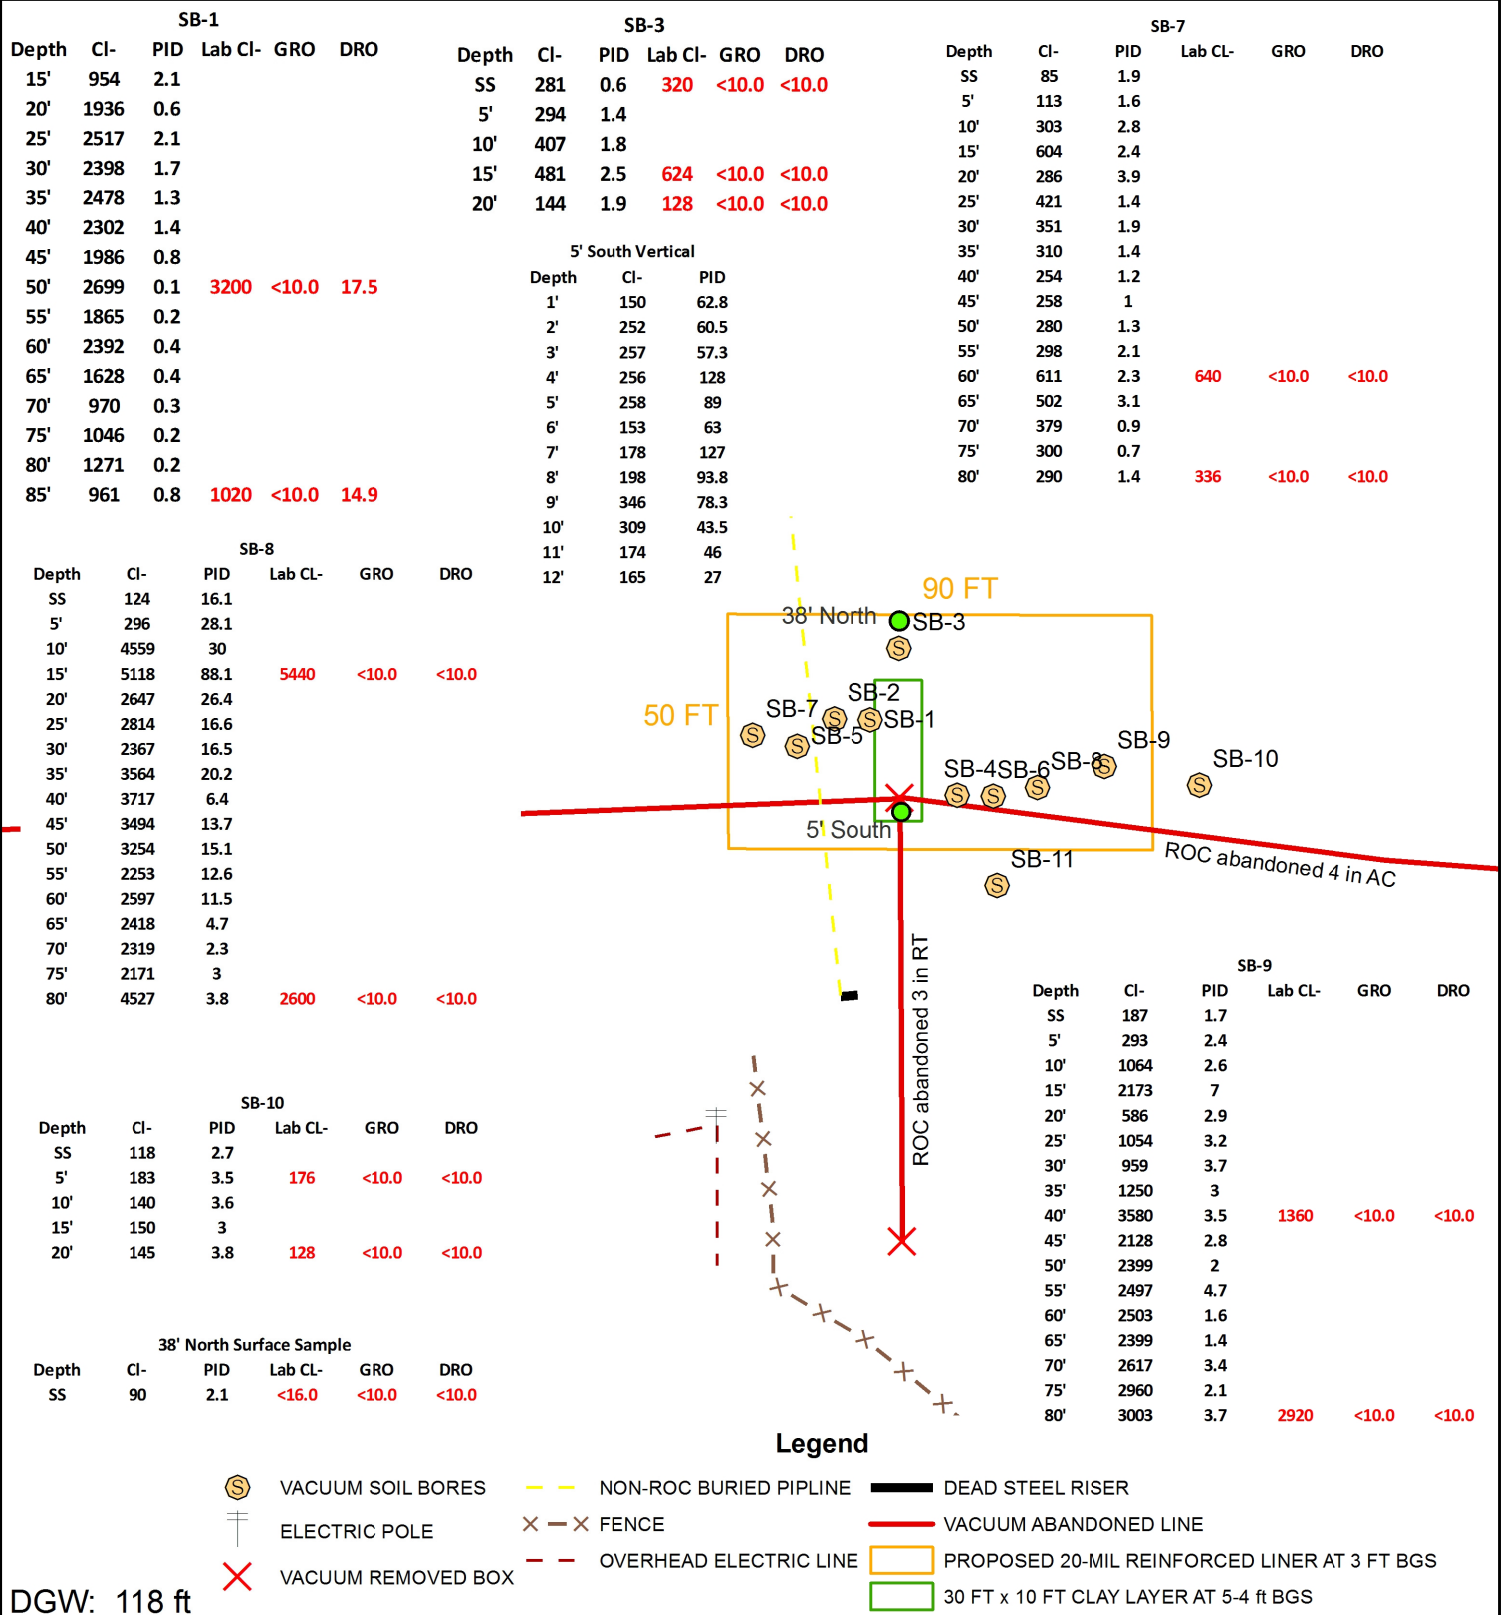 SB-1
Depth Cl- PID Lab Cl- GRO DRO
15' 954 2.1
20' 1936 0.6
25' 2517 2.1
30' 2398 1.7
35' 2478 1.3
40' 2302 1.4
45' 1986 0.8
50' 2699 0.1 3200 <10.0 17.5
55' 1865 0.2
60' 2392 0.4
65' 1628 0.4
70' 970 0.3
75' 1046 0.2
80' 1271 0.2
85' 961 0.8 1020 <10.0 14.9
SB-3
Depth Cl- PID Lab Cl- GRO DRO
SS 281 0.6 320 <10.0 <10.0
5' 294 1.4
10' 407 1.8
15' 481 2.5 624 <10.0 <10.0
20' 144 1.9 128 <10.0 <10.0
5' South Vertical
Depth Cl- PID
1' 150 62.8
2' 252 60.5
3' 257 57.3
4' 256 128
5' 258 89
6' 153 63
7' 178 127
8' 198 93.8
9' 346 78.3
10' 309 43.5
11' 174 46
12' 165 27
SB-7
Depth Cl- PID Lab CL- GRO DRO
SS 85 1.9
5' 113 1.6
10' 303 2.8
15' 604 2.4
20' 286 3.9
25' 421 1.4
30' 351 1.9
35' 310 1.4
40' 254 1.2
45' 258 1
50' 280 1.3
55' 298 2.1
60' 611 2.3 640 <10.0 <10.0
65' 502 3.1
70' 379 0.9
75' 300 0.7
80' 290 1.4 336 <10.0 <10.0
SB-8
Depth Cl- PID Lab CL- GRO DRO
SS 124 16.1
5' 296 28.1
10' 4559 30
15' 5118 88.1 5440 <10.0 <10.0
20' 2647 26.4
25' 2814 16.6
30' 2367 16.5
35' 3564 20.2
40' 3717 6.4
45' 3494 13.7
50' 3254 15.1
55' 2253 12.6
60' 2597 11.5
65' 2418 4.7
70' 2319 2.3
75' 2171 3
80' 4527 3.8 2600 <10.0 <10.0
90 FT
38' North
SB-3
50 FT
SB-2
SB-7
S
S
S
SB-1
SB-5
S
S
SB-9
SB-8
S
SB-10
SB-4
SB-6
S
S
S
S
5' South
SB-11
S
ROC abandoned 4 in AC
ROC abandoned 3 in RT
SB-10
Depth Cl- PID Lab CL- GRO DRO
SS 118 2.7
5' 183 3.5 176 <10.0 <10.0
10' 140 3.6
15' 150 3
20' 145 3.8 128 <10.0 <10.0
38' North Surface Sample
Depth Cl- PID Lab CL- GRO DRO
SS 90 2.1 <16.0 <10.0 <10.0
SB-9
Depth Cl- PID Lab CL- GRO DRO
SS 187 1.7
5' 293 2.4
10' 1064 2.6
15' 2173 7
20' 586 2.9
25' 1054 3.2
30' 959 3.7
35' 1250 3
40' 3580 3.5 1360 <10.0 <10.0
45' 2128 2.8
50' 2399 2
55' 2497 4.7
60' 2503 1.6
65' 2399 1.4
70' 2617 3.4
75' 2960 2.1
80' 3003 3.7 2920 <10.0 <10.0
Legend
S VACUUM SOIL BORES
ELECTRIC POLE
VACUUM REMOVED BOX
NON-ROC BURIED PIPLINE
FENCE
OVERHEAD ELECTRIC LINE
DEAD STEEL RISER
VACUUM ABANDONED LINE
PROPOSED 20-MIL REINFORCED LINER AT 3 FT BGS
30 FT x 10 FT CLAY LAYER AT 5-4 ft BGS
DGW: 118 ft